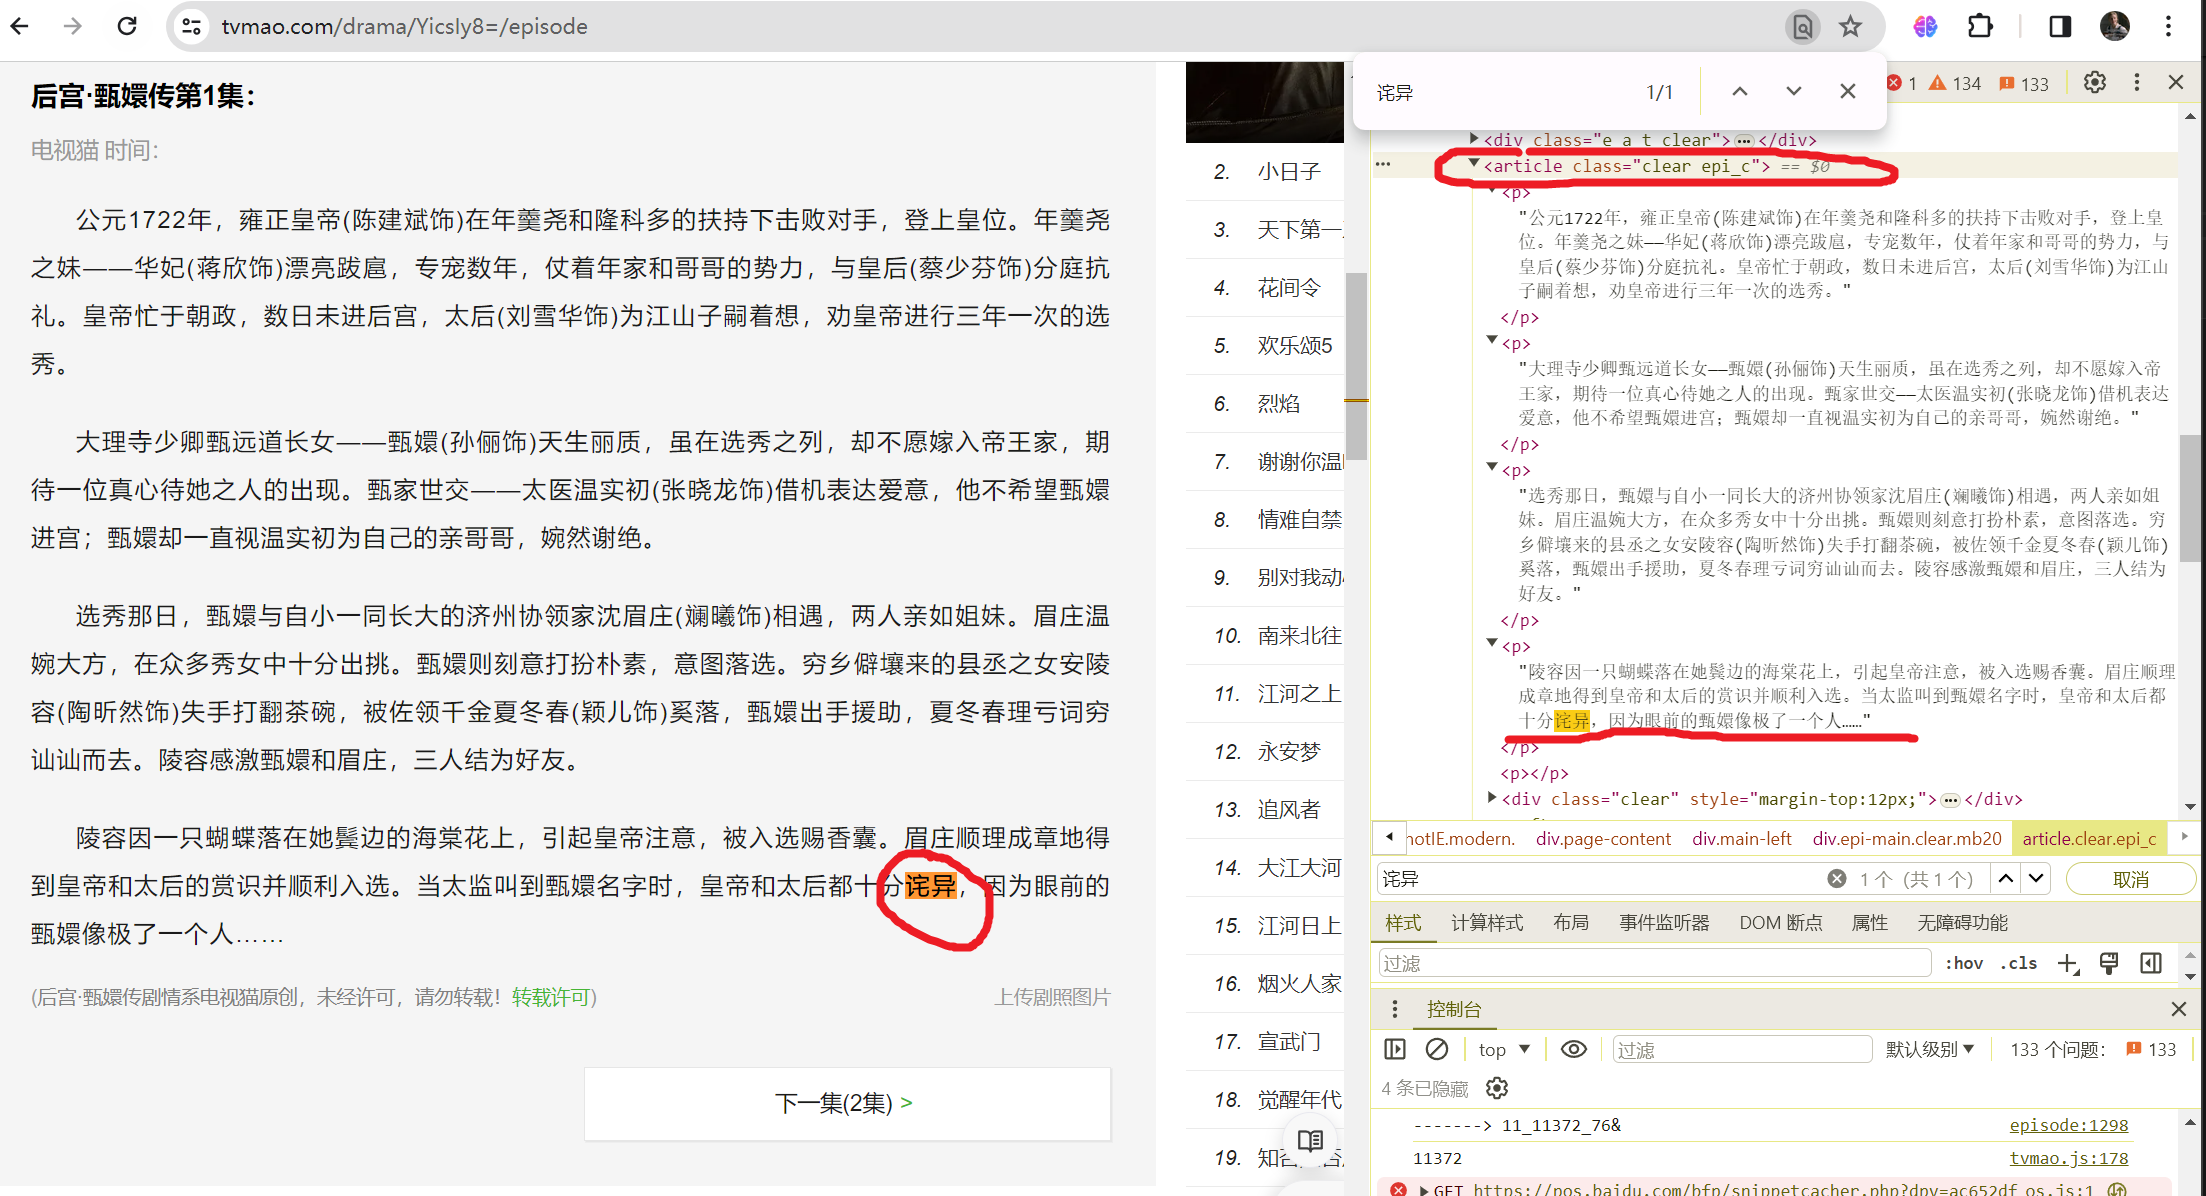 tvmao.com/drama/Yicsly8=/episode
后宫·甄嬛传第1集：
电视猫 时间：
公元1722年，雍正皇帝(陈建斌饰)在年羹尧和隆科多的扶持下击败对手，登上皇位。年羹尧
之妹——华妃(蒋欣饰)漂亮跋扈，专宠数年，仗着年家和哥哥的势力，与皇后(蔡少芬饰)分庭抗
礼。皇帝忙于朝政，数日未进后宫，太后(刘雪华饰)为江山子嗣着想，劝皇帝进行三年一次的选
秀。
大理寺少卿甄远道长女——甄嬛(孙俪饰)天生丽质，虽在选秀之列，却不愿嫁入帝王家，期
待一位真心待她之人的出现。甄家世交——太医温实初(张晓龙饰)借机表达爱意，他不希望甄嬛
进宫；甄嬛却一直视温实初为自己的亲哥哥，婉然谢绝。
选秀那日，甄嬛与自小一同长大的济州协领家沈眉庄(斓曦饰)相遇，两人亲如姐妹。眉庄温
婉大方，在众多秀女中十分出挑。甄嬛则刻意打扮朴素，意图落选。穷乡僻壤来的县丞之女安陵
容(陶昕然饰)失手打翻茶碗，被佐领千金夏冬春(颖儿饰)奚落，甄嬛出手援助，夏冬春理亏词穷
讪讪而去。陵容感激甄嬛和眉庄，三人结为好友。
陵容因一只蝴蝶落在她鬓边的海棠花上，引起皇帝注意，被入选赐香囊。眉庄顺理成章地得
到皇帝和太后的赏识并顺利入选。当太监叫到甄嬛名字时，皇帝和太后都十分诧异，因为眼前的
甄嬛像极了一个人……
(后宫·甄嬛传剧情系电视猫原创，未经许可，请勿转载！转载许可)
上传剧照图片
下一集(2集) >
2. 小日子
3. 天下第一
4. 花间令
5. 欢乐颂5
6. 烈焰
7. 谢谢你温
8. 情难自禁
9. 别对我动
10. 南来北往
11. 江河之上
12. 永安梦
13. 追风者
14. 大江大河
15. 江河日上
16. 烟火人家
17. 宣武门
18. 觉醒年代
19. 知否
诧异
1/1
1 134 133
<div class="e a t clear"> … </div>
<article class="clear epi_c"> == $0
<p>
"公元1722年，雍正皇帝(陈建斌饰)在年羹尧和隆科多的扶持下击败对手，登上皇
位。年羹尧之妹——华妃(蒋欣饰)漂亮跋扈，专宠数年，仗着年家和哥哥的势力，与
皇后(蔡少芬饰)分庭抗礼。皇帝忙于朝政，数日未进后宫，太后(刘雪华饰)为江山
子嗣着想，劝皇帝进行三年一次的选秀。"
</p>
<p>
"大理寺少卿甄远道长女——甄嬛(孙俪饰)天生丽质，虽在选秀之列，却不愿嫁入帝
王家，期待一位真心待她之人的出现。甄家世交——太医温实初(张晓龙饰)借机表达
爱意，他不希望甄嬛进宫；甄嬛却一直视温实初为自己的亲哥哥，婉然谢绝。"
</p>
<p>
"选秀那日，甄嬛与自小一同长大的济州协领家沈眉庄(斓曦饰)相遇，两人亲如姐
妹。眉庄温婉大方，在众多秀女中十分出挑。甄嬛则刻意打扮朴素，意图落选。穷
乡僻壤来的县丞之女安陵容(陶昕然饰)失手打翻茶碗，被佐领千金夏冬春(颖儿饰)
奚落，甄嬛出手援助，夏冬春理亏词穷讪讪而去。陵容感激甄嬛和眉庄，三人结为
好友。"
</p>
<p>
"陵容因一只蝴蝶落在她鬓边的海棠花上，引起皇帝注意，被入选赐香囊。眉庄顺理
成章地得到皇帝和太后的赏识并顺利入选。当太监叫到甄嬛名字时，皇帝和太后都
十分诧异，因为眼前的甄嬛像极了一个人……"
</p>
<p></p>
<div class="clear" style="margin-top:12px;"> … </div>
notIE.modern. div.page-content div.main-left div.epi-main.clear.mb20 article.clear.epi_c
诧异 1个 (共1个) 取消
样式 计算样式 布局 事件监听器 DOM 断点 属性 无障碍功能
过滤 :hov .cls
控制台
top 过滤 默认级别 133 个问题： 133
4 条已隐藏
-------> 11_11372_76& episode:1298
11372 tvmao.js:178
GET https://pos.baidu.com/bfp/snippetcacher.php?dpv=ac652df os.js:1